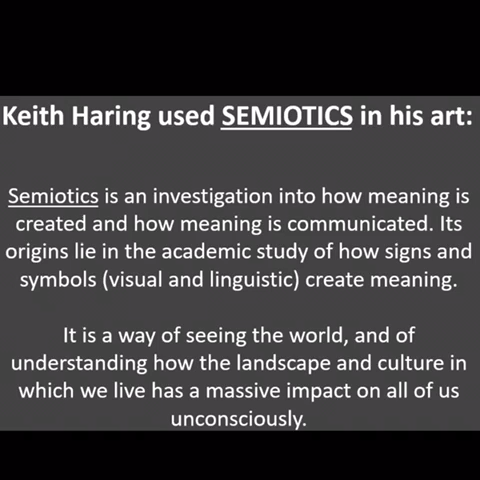 Keith Haring used SEMIOTICS in his art:
Semiotics is an investigation into how meaning is
created and how meaning is communicated. Its
origins lie in the academic study of how signs and
symbols (visual and linguistic) create meaning.
It is a way of seeing the world, and of
understanding how the landscape and culture in
which we live has a massive impact on all of us
unconsciously.